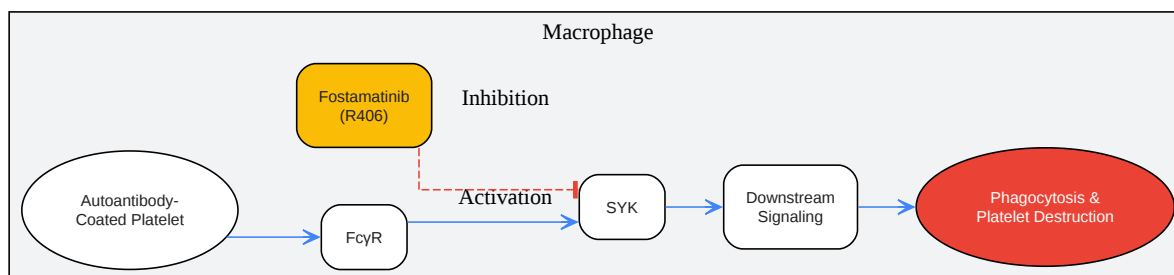 Macrophage
Fostamatinib
(R406)
Inhibition
Autoantibody-
Coated Platelet
FcγR
Activation
SYK
Downstream
Signaling
Phagocytosis &
Platelet Destruction